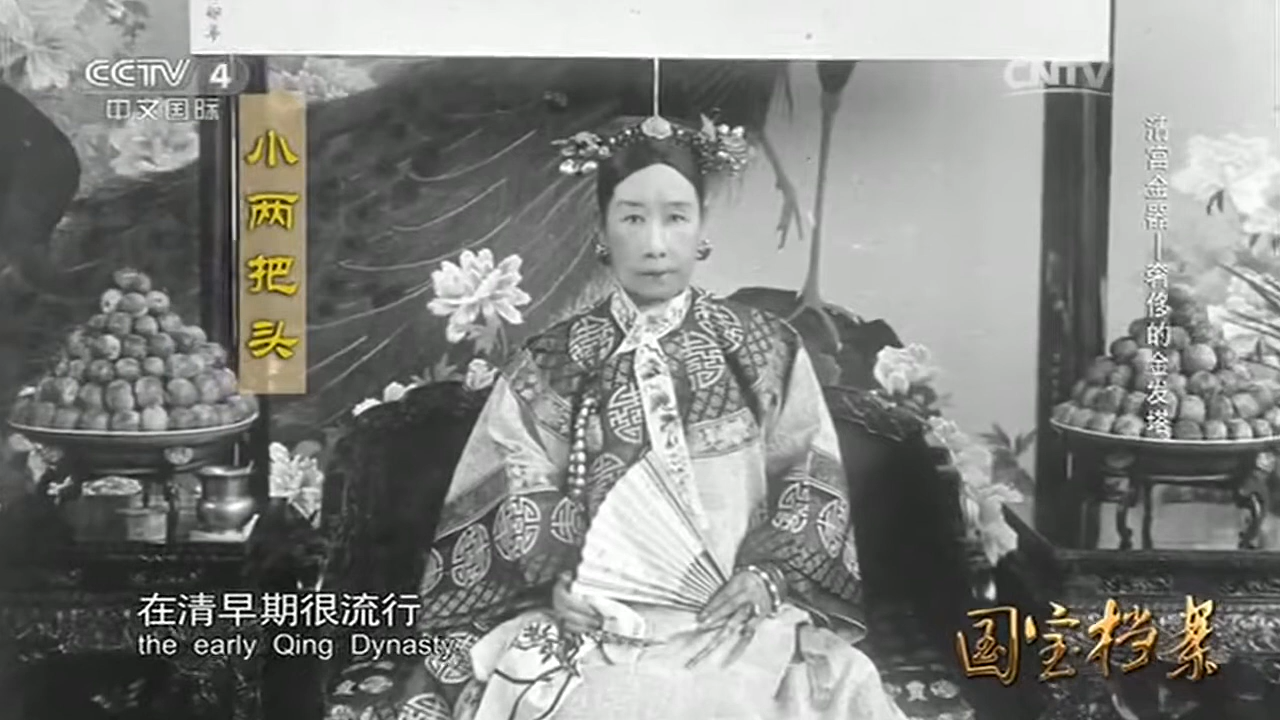 CCTV 4
中文国际
CNTV
小两把头
清宫金器—奢侈的金发塔
在清早期很流行
the early Qing Dynasty
国宝档案